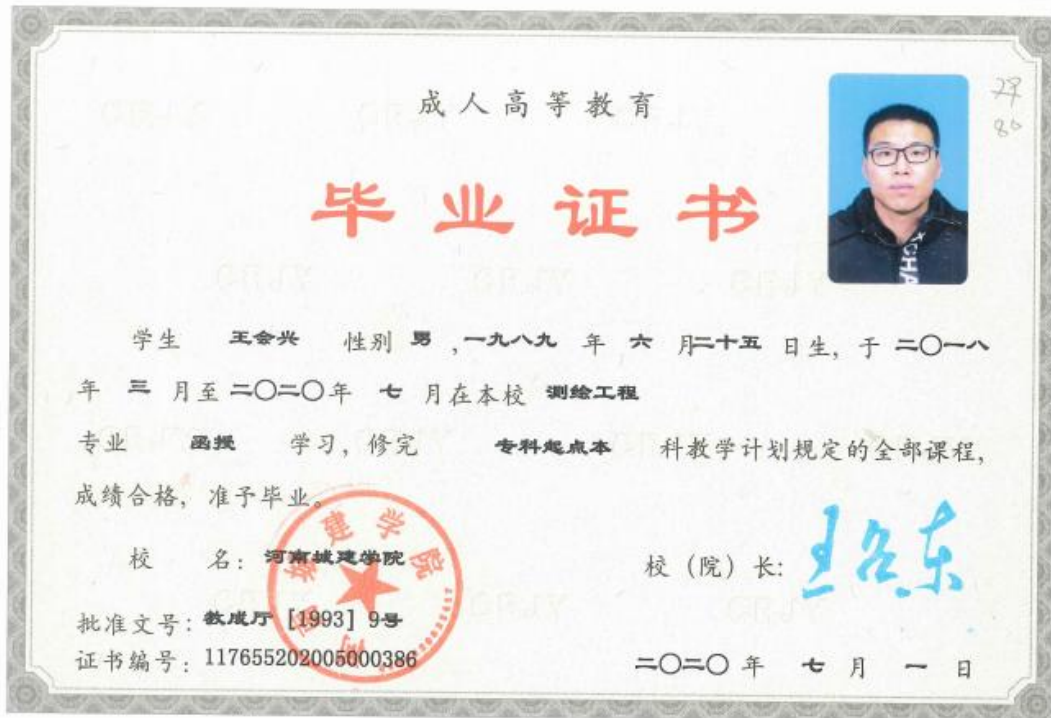 成人高等教育
毕业证书
学生 王会兴 性别 男 ,一九八九 年 六 月二十五 日生, 于 二〇一八
年 三 月至 二〇二〇年 七 月在本校 测绘工程
专业 函授 学习, 修完 专科起点本 科教学计划规定的全部课程,
成绩合格, 准予毕业。
校 名: 河南城建学院
校 (院) 长:
批准文号: 教成厅 [1993] 9号
证书编号: 117655202005000386
二〇二〇 年 七 月 一 日
河南城建学院